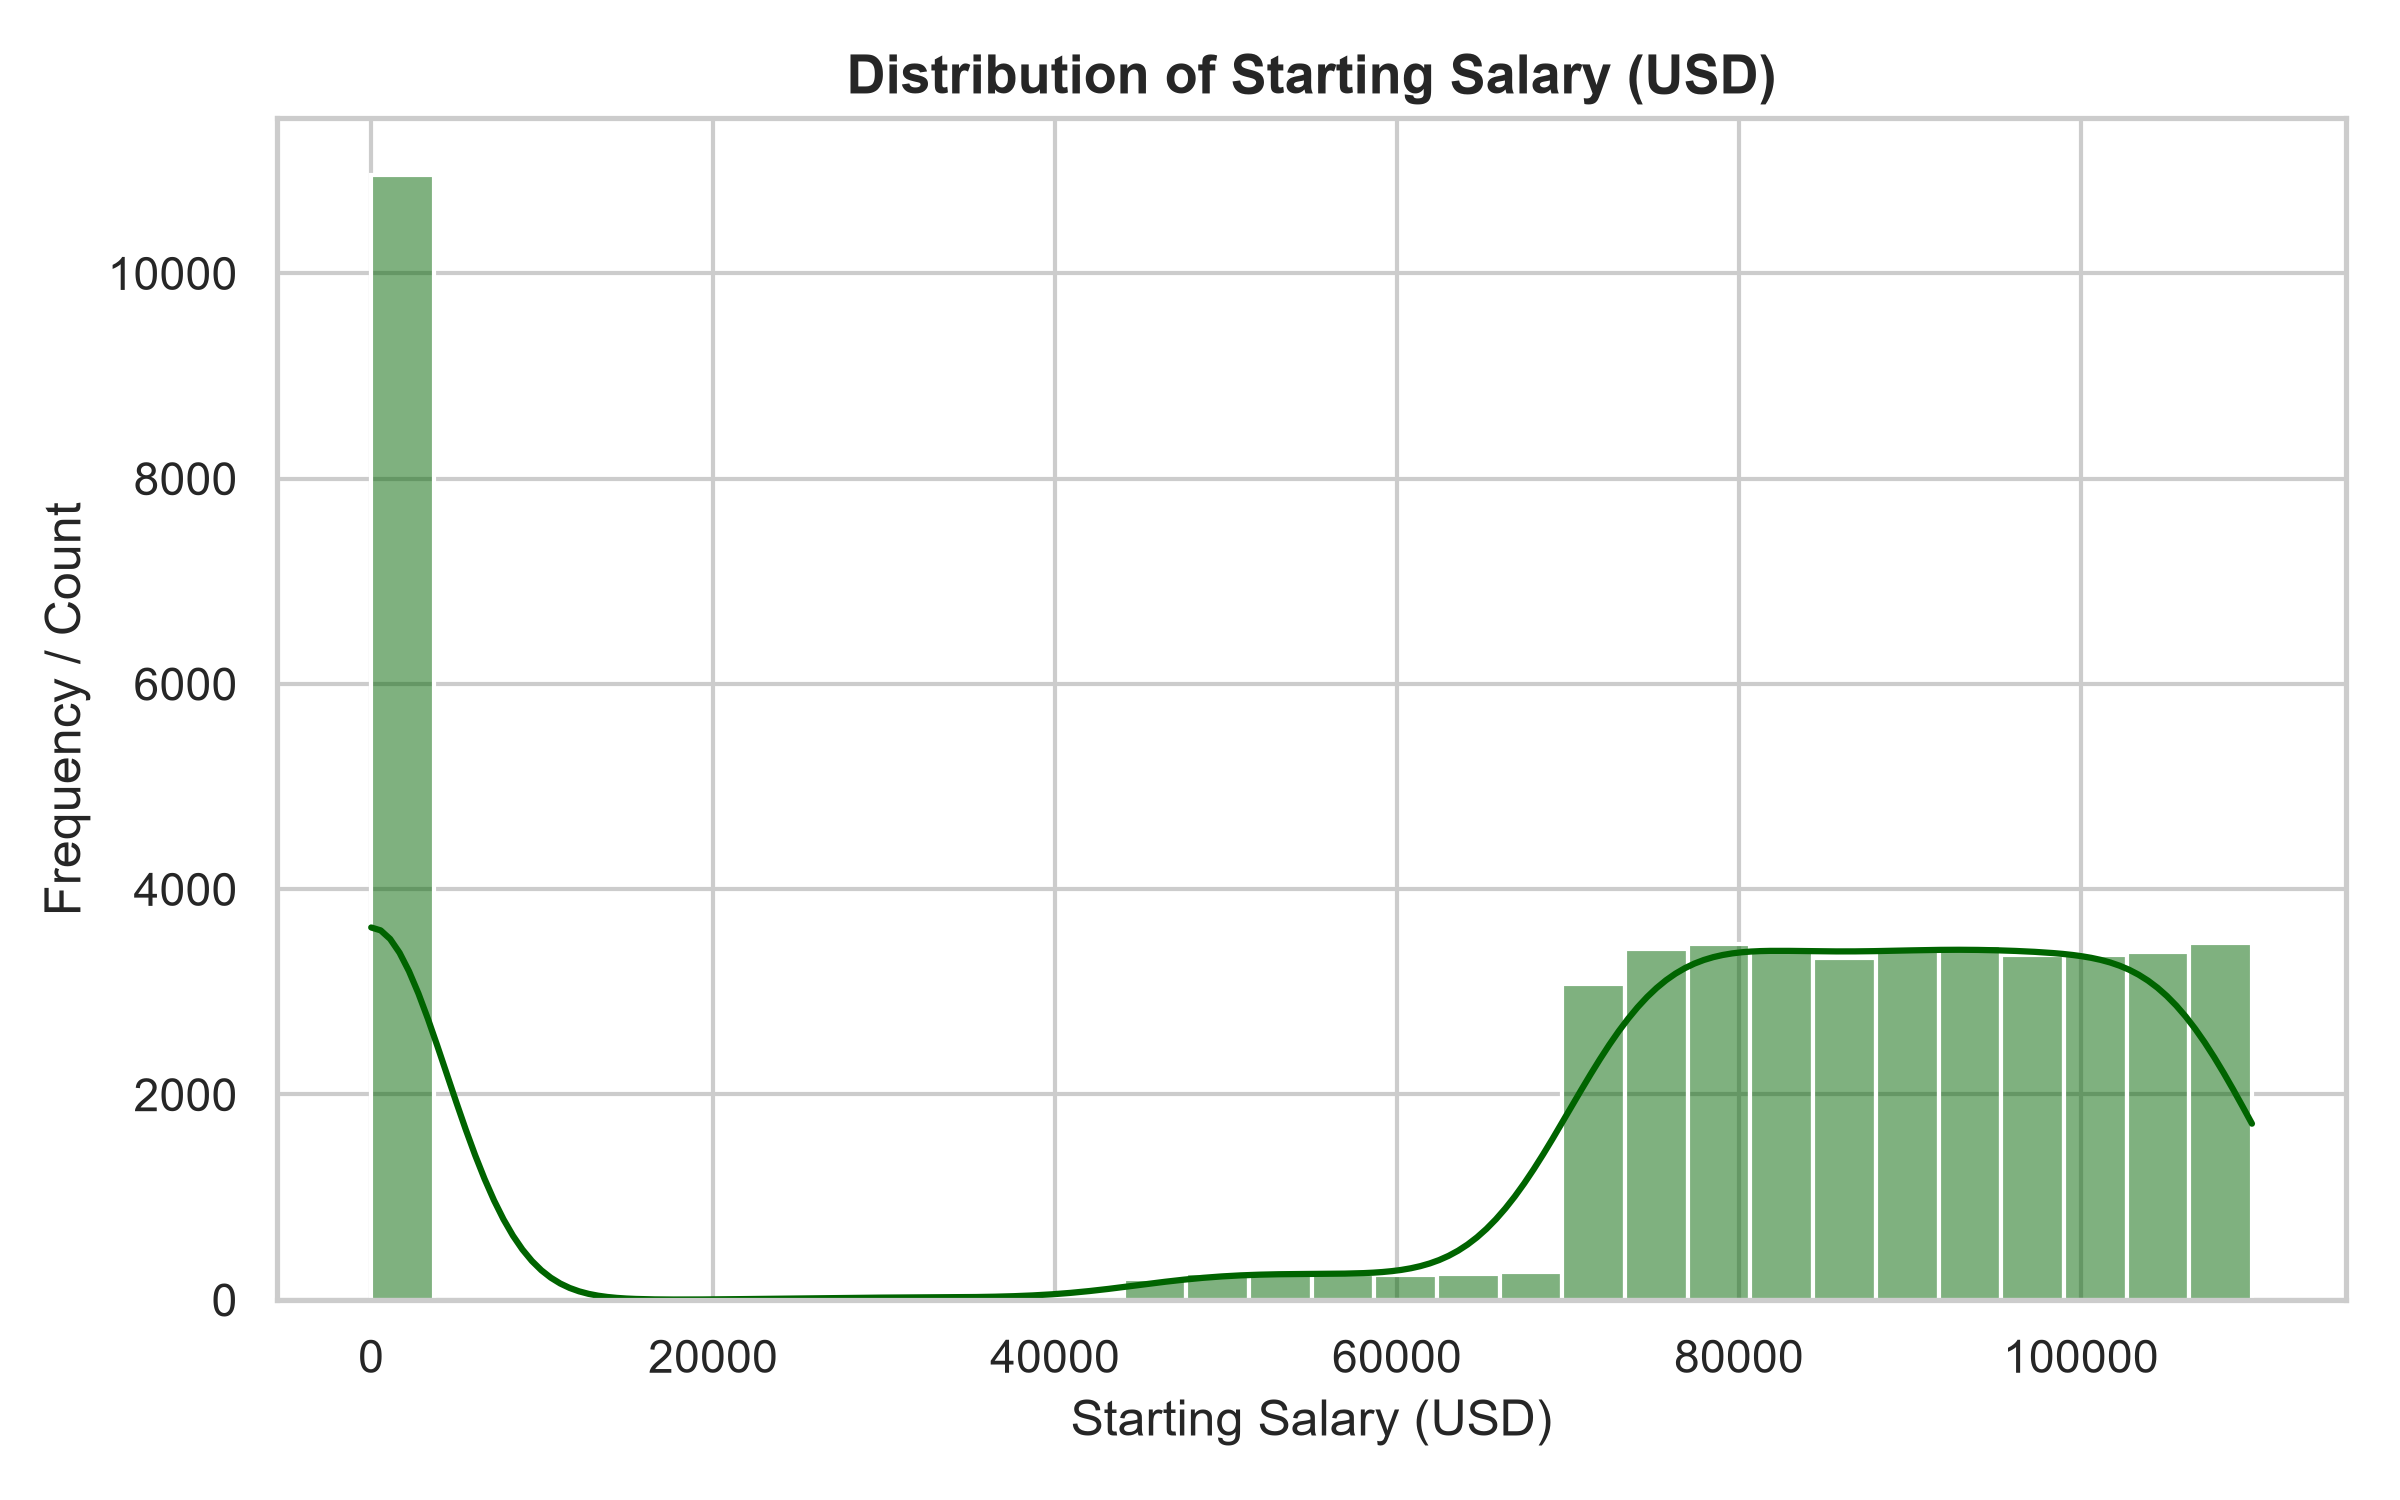 Distribution of Starting Salary (USD)
Frequency / Count
10000
8000
6000
4000
2000
0
0 20000 40000 60000 80000 100000
Starting Salary (USD)